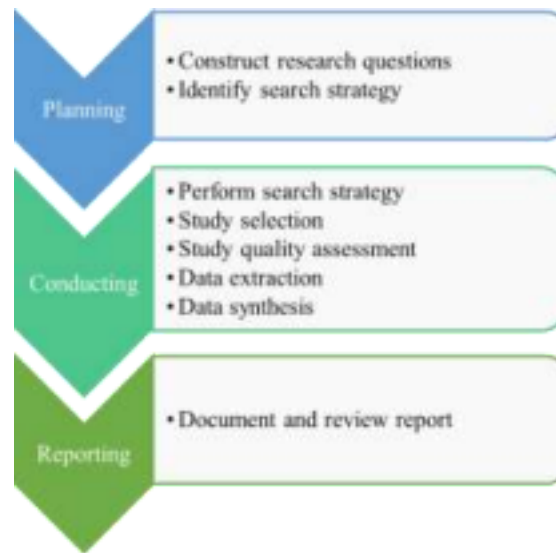 Planning
• Construct research questions
• Identify search strategy
Conducting
• Perform search strategy
• Study selection
• Study quality assessment
• Data extraction
• Data synthesis
Reporting
• Document and review report